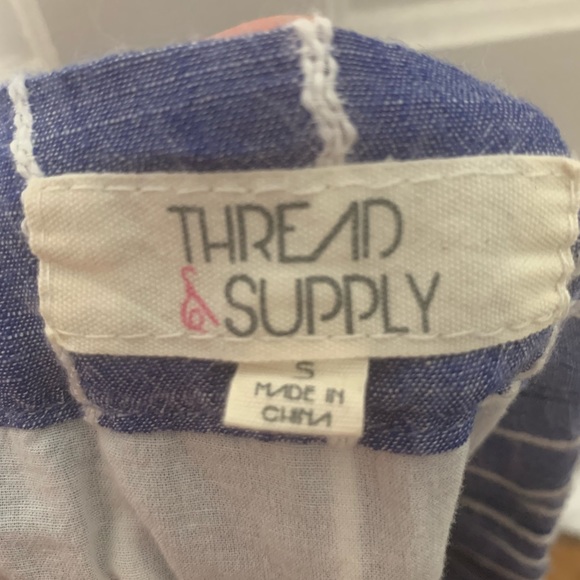 THREAD
& SUPPLY
S
MADE IN
CHINA